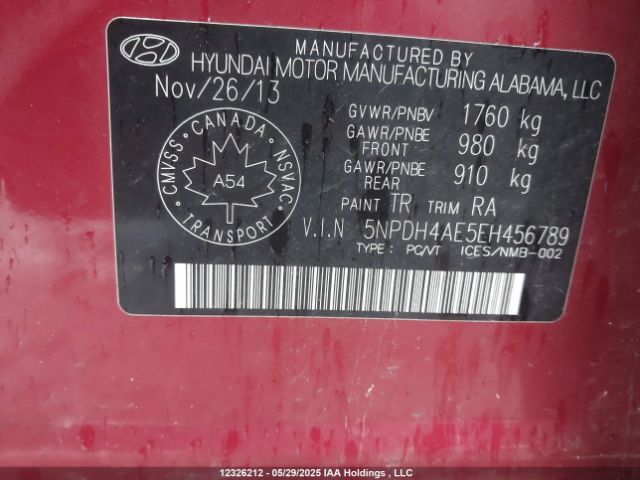 MANUFACTURED BY
HYUNDAI MOTOR MANUFACTURING ALABAMA, LLC
Nov/26/13
GVWR/PNBV 1760 kg
GAWR/PNBE FRONT 980 kg
GAWR/PNBE REAR 910 kg
CANADA
CMVSS NSVAC
A54
TRANSPORT
PAINT TR TRIM RA
V.I.N 5NPDH4AE5EH456789
TYPE : PC/VT ICES/NMB-002
12326212 - 05/29/2025 IAA Holdings , LLC